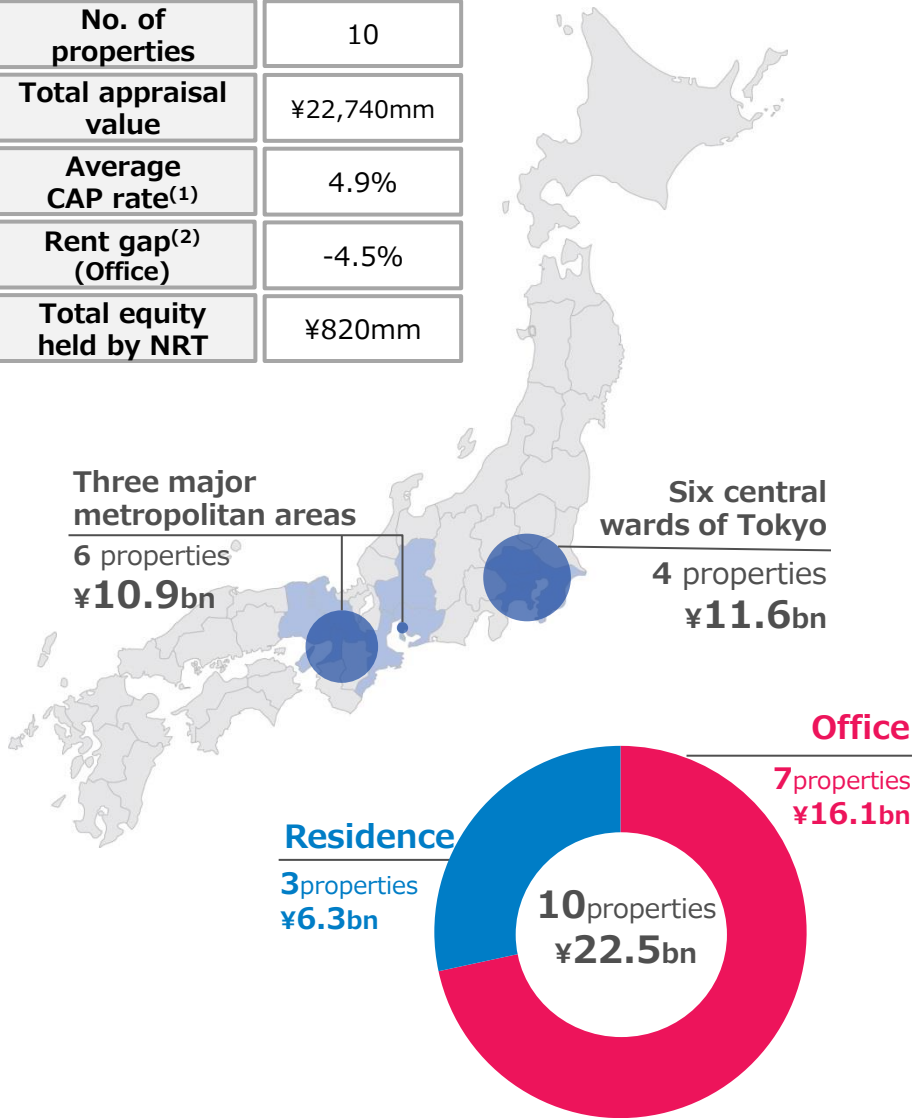 No. of
properties
10
Total appraisal
value
¥22,740mm
Average
CAP rate(1)
4.9%
Rent gap(2)
(Office)
-4.5%
Total equity
held by NRT
¥820mm
Three major
metropolitan areas
6 properties
¥10.9bn
Six central
wards of Tokyo
4 properties
¥11.6bn
Office
7properties
¥16.1bn
Residence
3properties
¥6.3bn
10properties
¥22.5bn